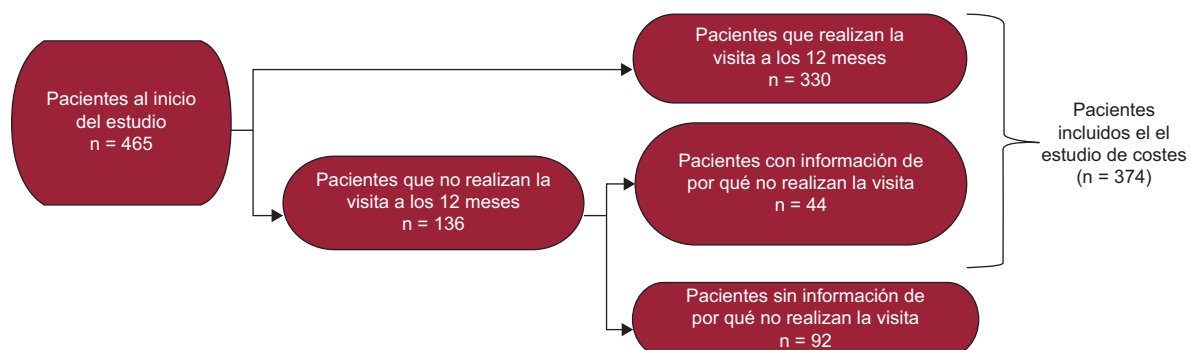 Pacientes al inicio
del estudio
n = 465
Pacientes que realizan la
visita a los 12 meses
n = 330
Pacientes que no realizan la
visita a los 12 meses
n = 136
Pacientes con información de
por qué no realizan la visita
n = 44
Pacientes sin información de
por qué no realizan la visita
n = 92
Pacientes
incluidos el el
estudio de costes
(n = 374)